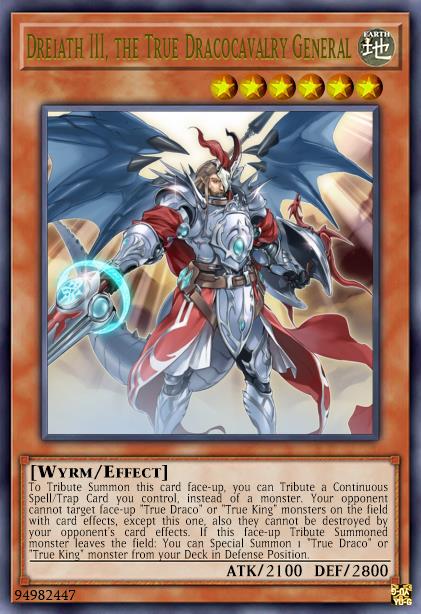 Dreiath III, the True Dracocavalry General
EARTH
地
[Wyrm/Effect]
To Tribute Summon this card face-up, you can Tribute a Continuous
Spell/Trap Card you control, instead of a monster. Your opponent
cannot target face-up "True Draco" or "True King" monsters on the field
with card effects, except this one, also they cannot be destroyed by
your opponent's card effects. If this face-up Tribute Summoned
monster leaves the field: You can Special Summon 1 "True Draco" or
"True King" monster from your Deck in Defense Position.
ATK/2100 DEF/2800
94982447